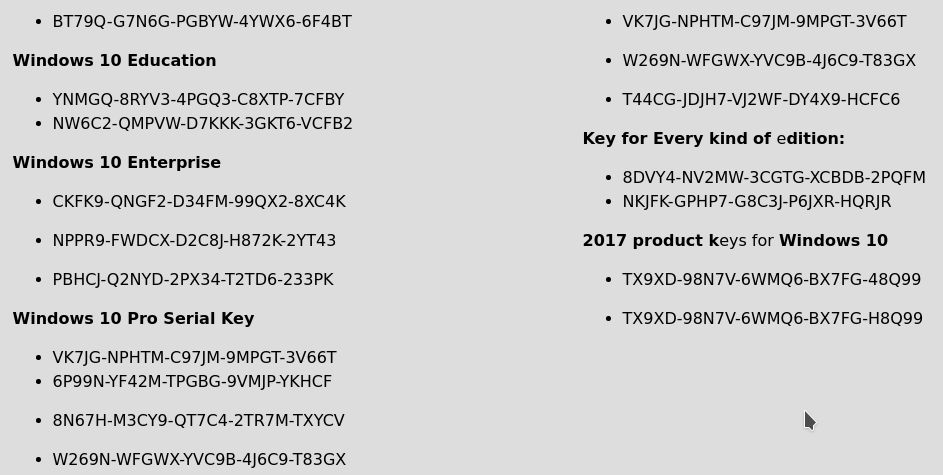 BT79Q-G7N6G-PGBYW-4YWX6-6F4BT
Windows 10 Education
YNMGQ-8RYV3-4PGQ3-C8XTP-7CFBY
NW6C2-QMPVW-D7KKK-3GKT6-VCFB2
Windows 10 Enterprise
CKFK9-QNGF2-D34FM-99QX2-8XC4K
NPPR9-FWDCX-D2C8J-H872K-2YT43
PBHCJ-Q2NYD-2PX34-T2TD6-233PK
Windows 10 Pro Serial Key
VK7JG-NPHTM-C97JM-9MPGT-3V66T
6P99N-YF42M-TPGBG-9VMJP-YKHCF
8N67H-M3CY9-QT7C4-2TR7M-TXYCV
W269N-WFGWX-YVC9B-4J6C9-T83GX
VK7JG-NPHTM-C97JM-9MPGT-3V66T
W269N-WFGWX-YVC9B-4J6C9-T83GX
T44CG-JDJH7-VJ2WF-DY4X9-HCFC6
Key for Every kind of edition:
8DVY4-NV2MW-3CGTG-XCBDB-2PQFM
NKJFK-GPHP7-G8C3J-P6JXR-HQRJR
2017 product keys for Windows 10
TX9XD-98N7V-6WMQ6-BX7FG-48Q99
TX9XD-98N7V-6WMQ6-BX7FG-H8Q99